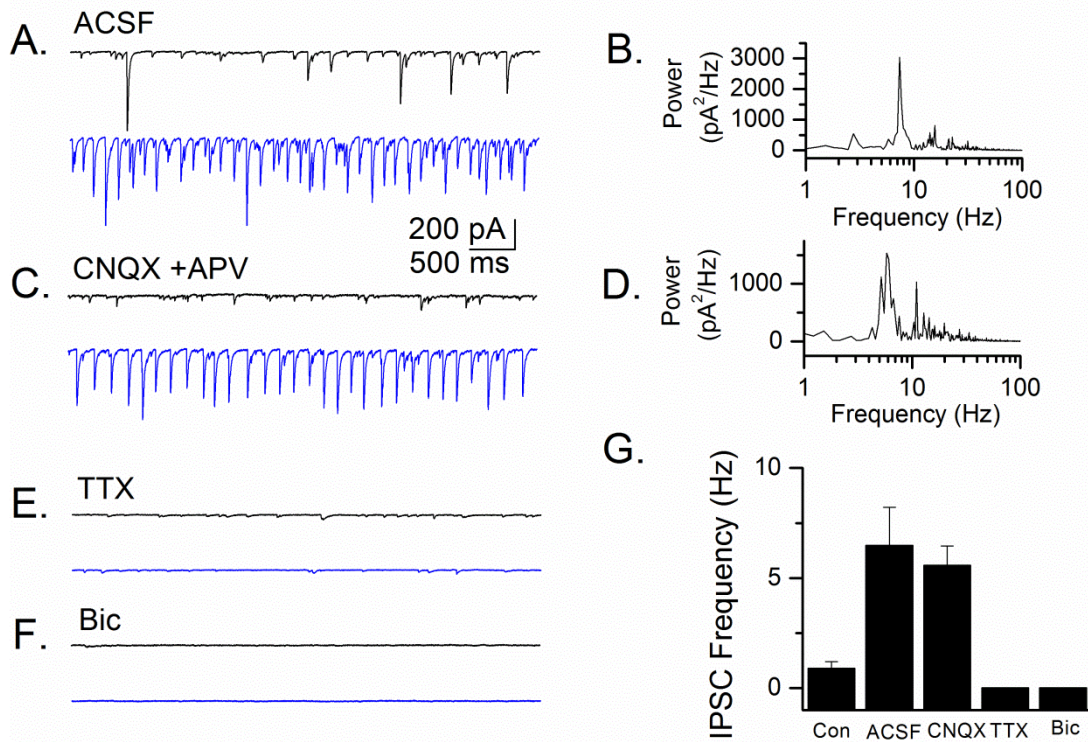 A. ACSF
200 pA
500 ms
B.
Power
(pA²/Hz)
3000
2000
1000
0
1 10 100
Frequency (Hz)
C. CNQX +APV
D.
Power
(pA²/Hz)
1000
0
1 10 100
Frequency (Hz)
E. TTX
F. Bic
G.
IPSC Frequency (Hz)
10
5
0
Con ACSF CNQX TTX Bic